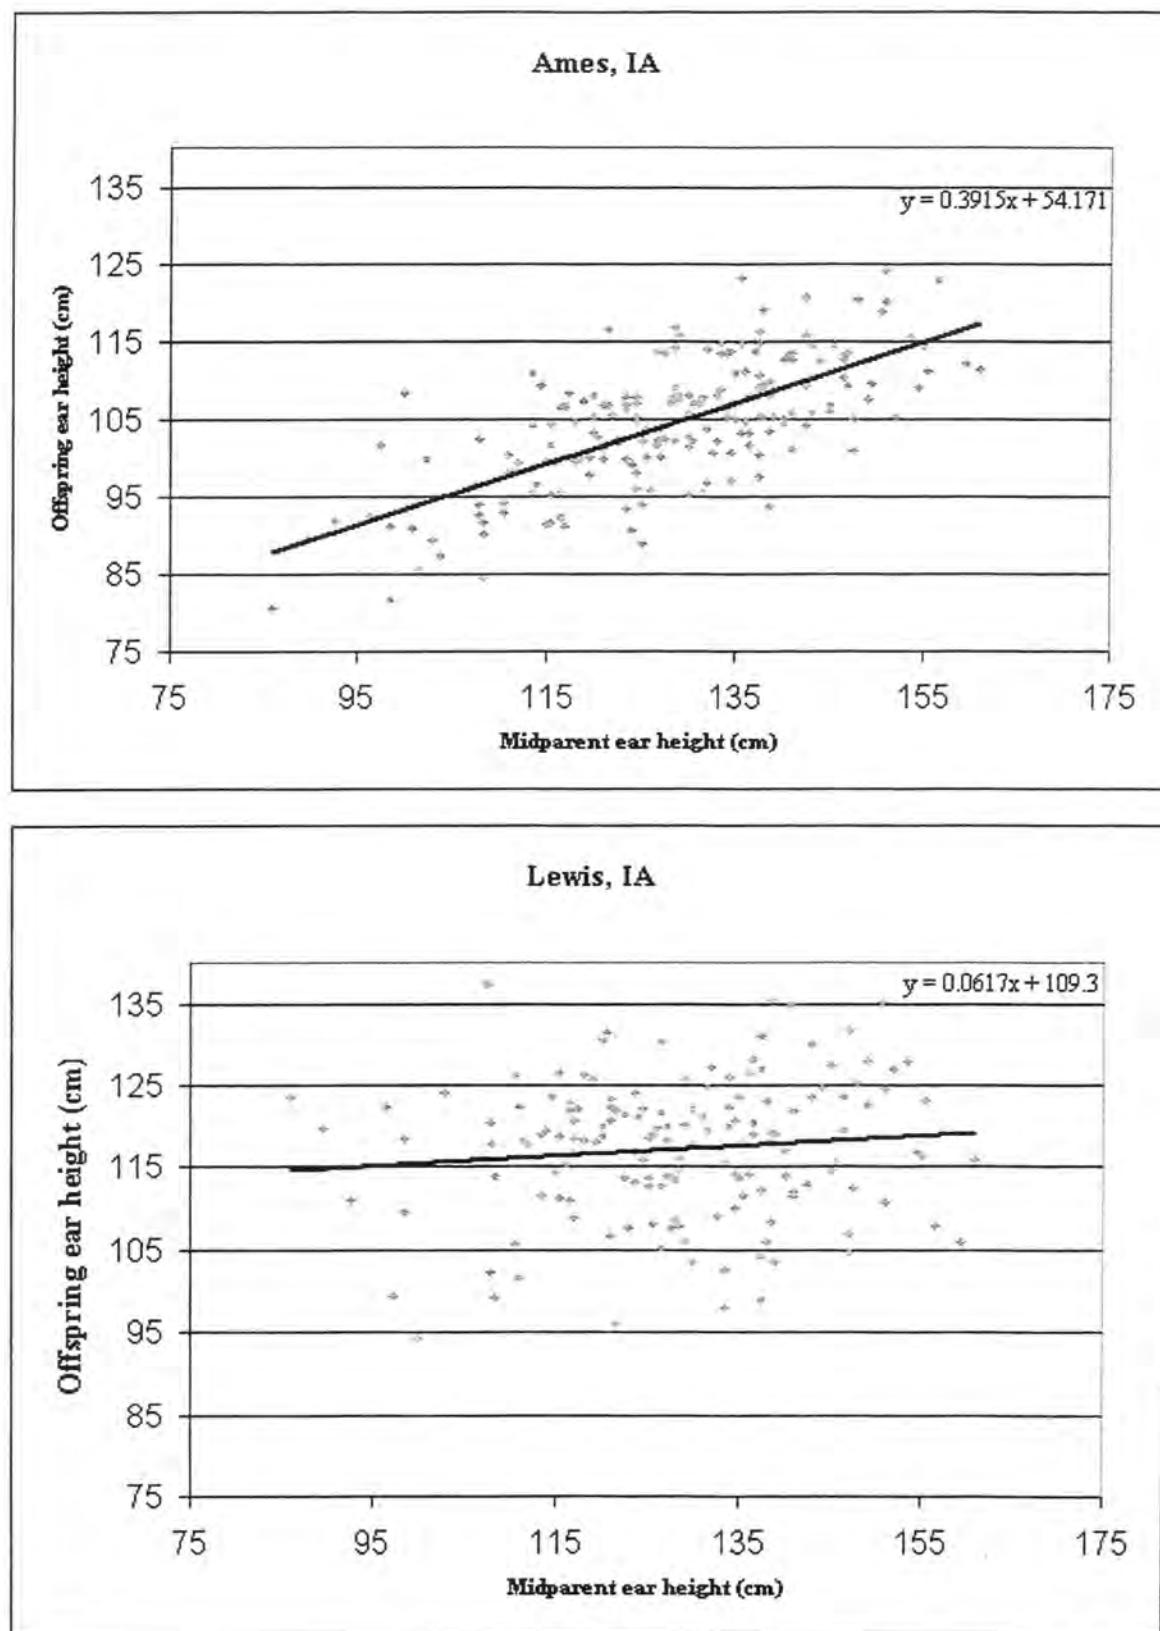 Ames, IA
y = 0.3915x + 54.171
135
125
115
105
95
85
75
Offspring ear height (cm)
75 95 115 135 155 175
Midparent ear height (cm)
Lewis, IA
y = 0.0617x + 109.3
135
125
115
105
95
85
75
Offspring ear height (cm)
75 95 115 135 155 175
Midparent ear height (cm)